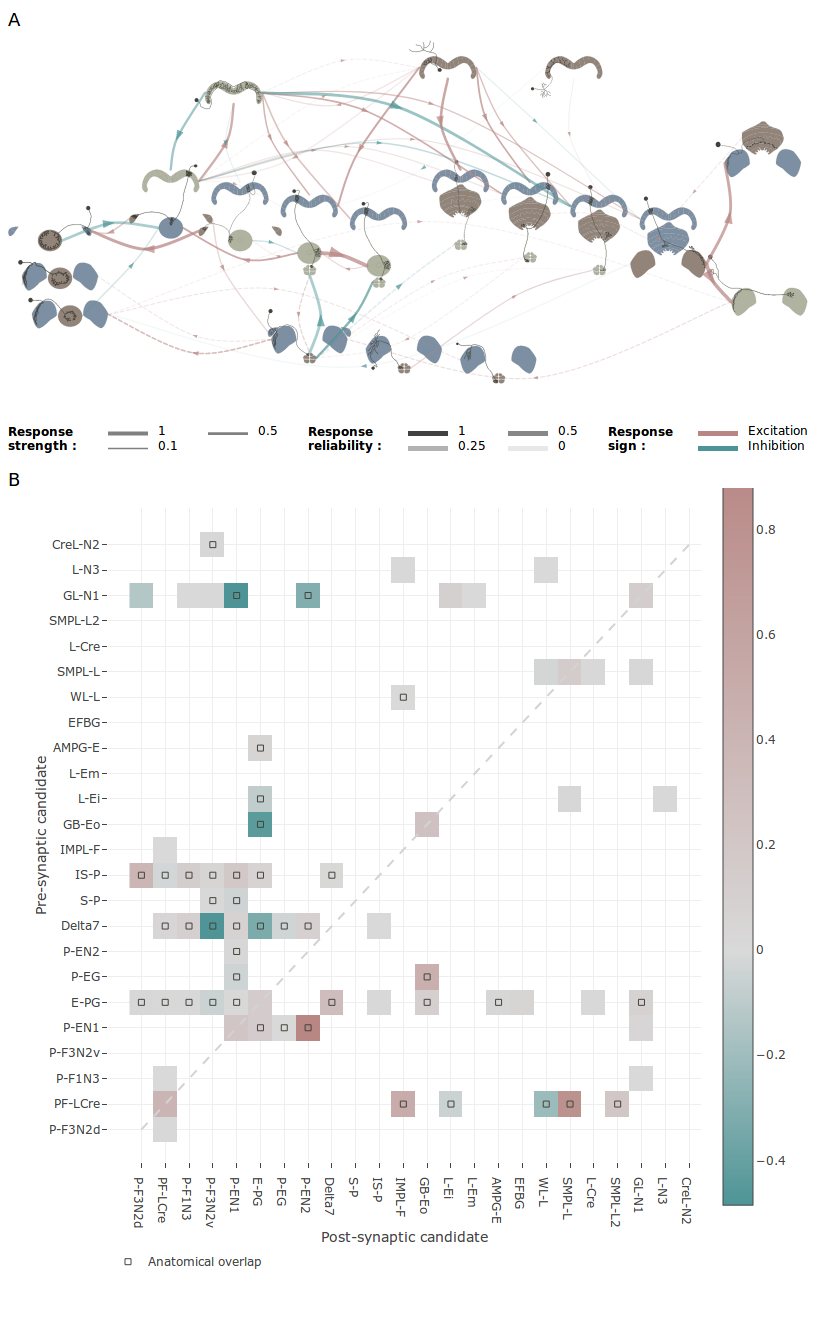 A
Response strength :
1
0.5
0.1
Response reliability :
1
0.5
0.25
0
Response sign :
Excitation
Inhibition
B
Pre-synaptic candidate
CreL-N2
L-N3
GL-N1
SMPL-L2
L-Cre
SMPL-L
WL-L
EFBG
AMPG-E
L-Em
L-Ei
GB-Eo
IMPL-F
IS-P
S-P
Delta7
P-EN2
P-EG
E-PG
P-EN1
P-F3N2v
P-F1N3
PF-LCre
P-F3N2d
0.8
0.6
0.4
0.2
0
−0.2
−0.4
P-F3N2d
PF-LCre
P-F1N3
P-F3N2v
P-EN1
E-PG
P-EG
P-EN2
Delta7
S-P
IS-P
IMPL-F
GB-Eo
L-Ei
L-Em
AMPG-E
EFBG
WL-L
SMPL-L
L-Cre
SMPL-L2
GL-N1
L-N3
CreL-N2
Post-synaptic candidate
Anatomical overlap